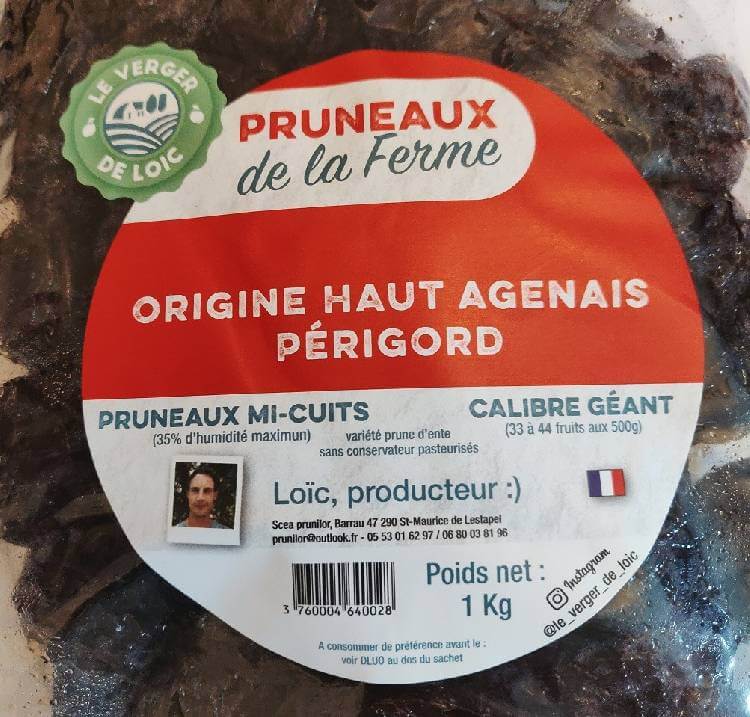 LE VERGER
DE LOIC
PRUNEAUX
de la Ferme
ORIGINE HAUT AGENAIS
PÉRIGORD
PRUNEAUX MI-CUITS
(35% d'humidité maximun)
CALIBRE GÉANT
(33 à 44 fruits aux 500g)
variété prune d'ente
sans conservateur pasteurisés
Loïc, producteur :)
Scea prunilor, Barrau 47 290 St-Maurice de Lestapel
prunilor@outlook.fr - 05 53 01 62 97 / 06 80 03 81 96
3 760004 640028
Poids net :
1 Kg
Instagram
@le_verger_de_loic
A consommer de préférence avant le :
voir DLUO au dos du sachet